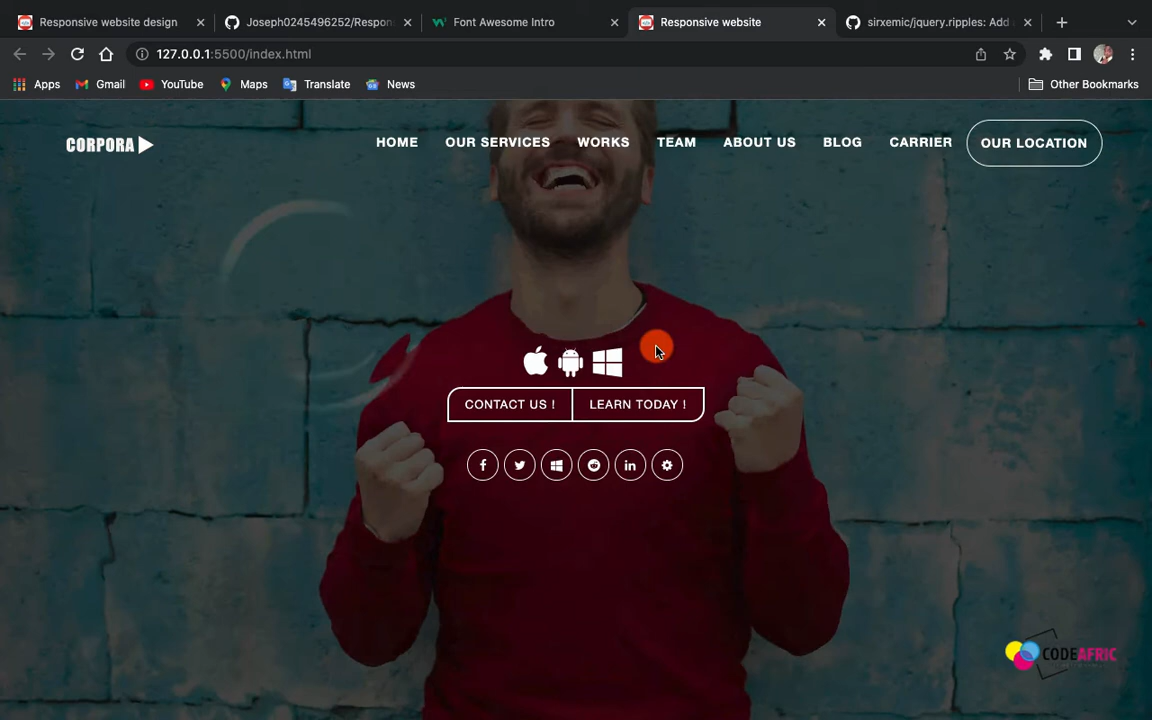 Responsive website design
Joseph0245496252/Respon
Font Awesome Intro
Responsive website
sirxemic/jquery.ripples: Add
127.0.0.1:5500/index.html
Apps
Gmail
YouTube
Maps
Translate
News
Other Bookmarks
CORPORA
HOME
OUR SERVICES
WORKS
TEAM
ABOUT US
BLOG
CARRIER
OUR LOCATION
CONTACT US !
LEARN TODAY !
CODEAFRIC